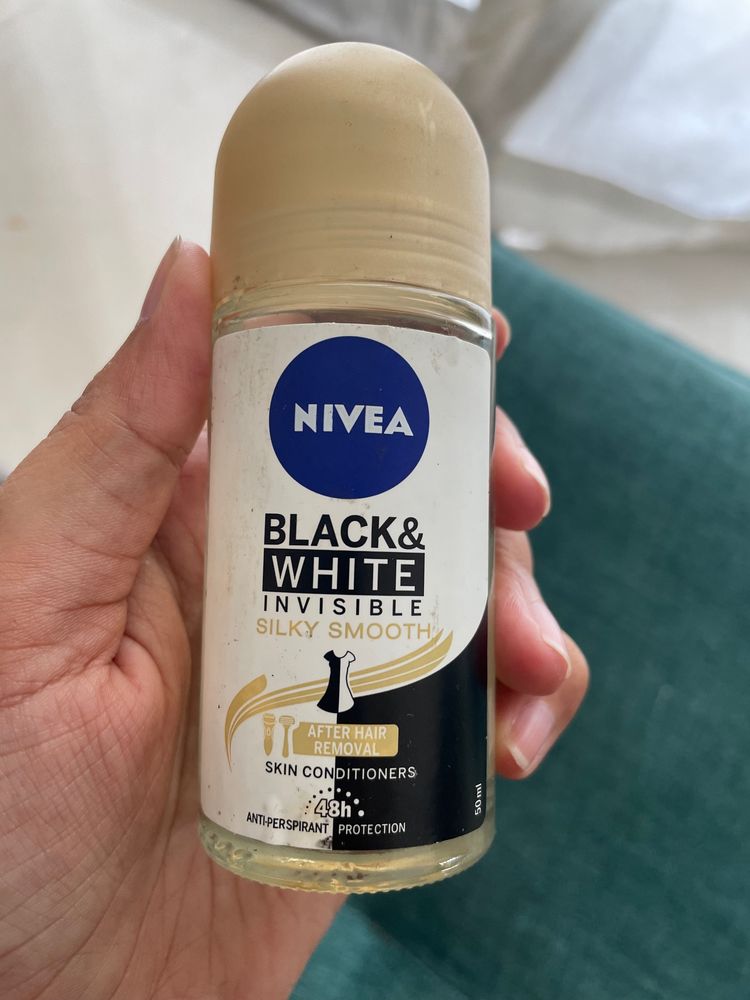 NIVEA
BLACK&
WHITE
INVISIBLE
SILKY SMOOTH
AFTER HAIR
REMOVAL
SKIN CONDITIONERS
48h
ANTI-PERSPIRANT PROTECTION
50 ml